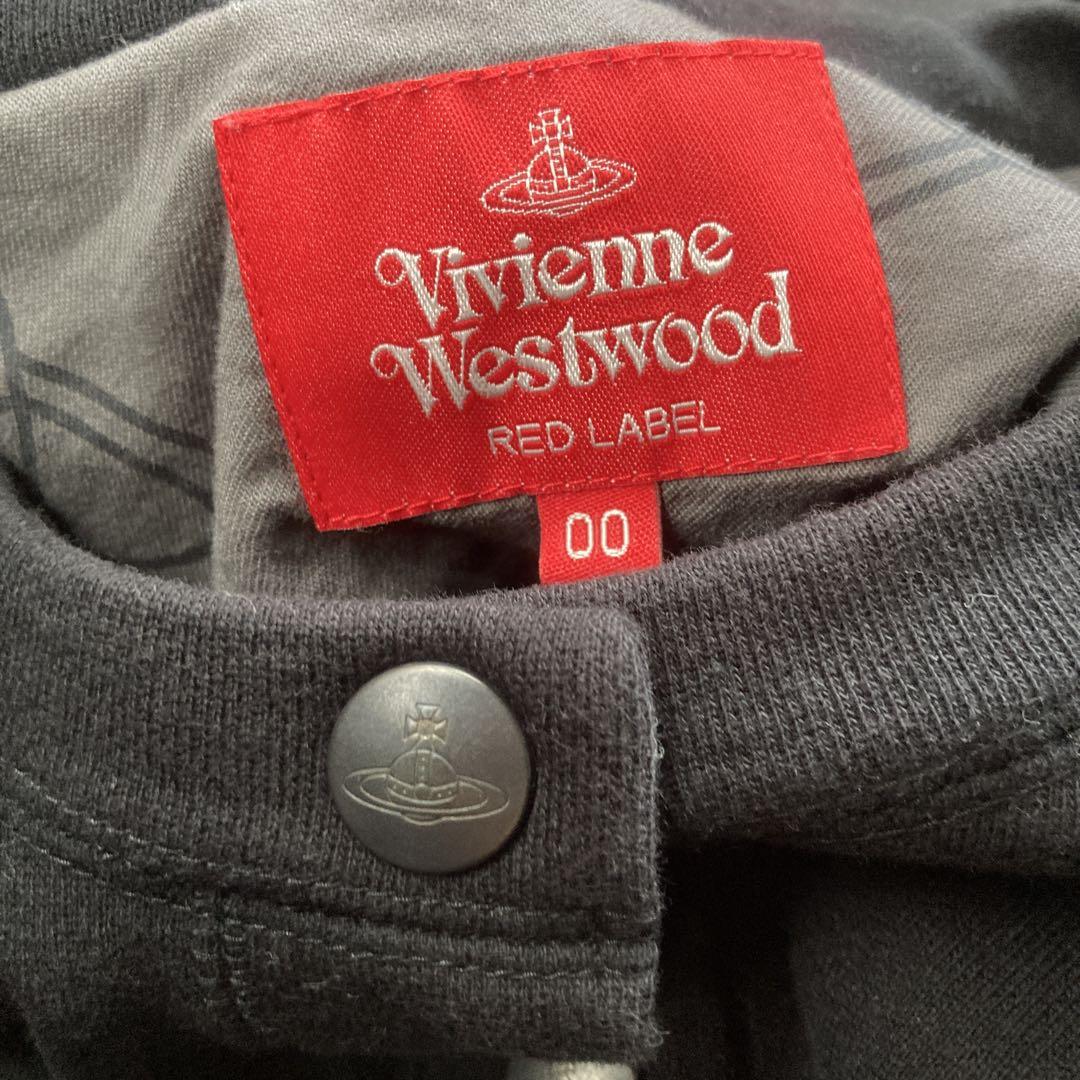 Vivienne
Westwood
RED LABEL
00